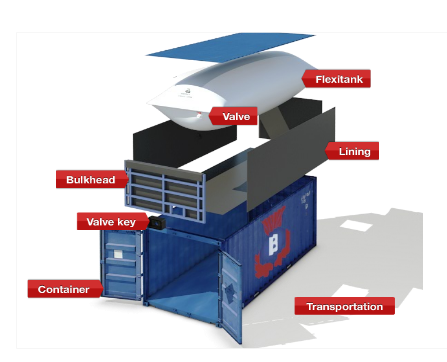 Flexitank
Valve
Lining
Bulkhead
Valve key
B
Container
Transportation